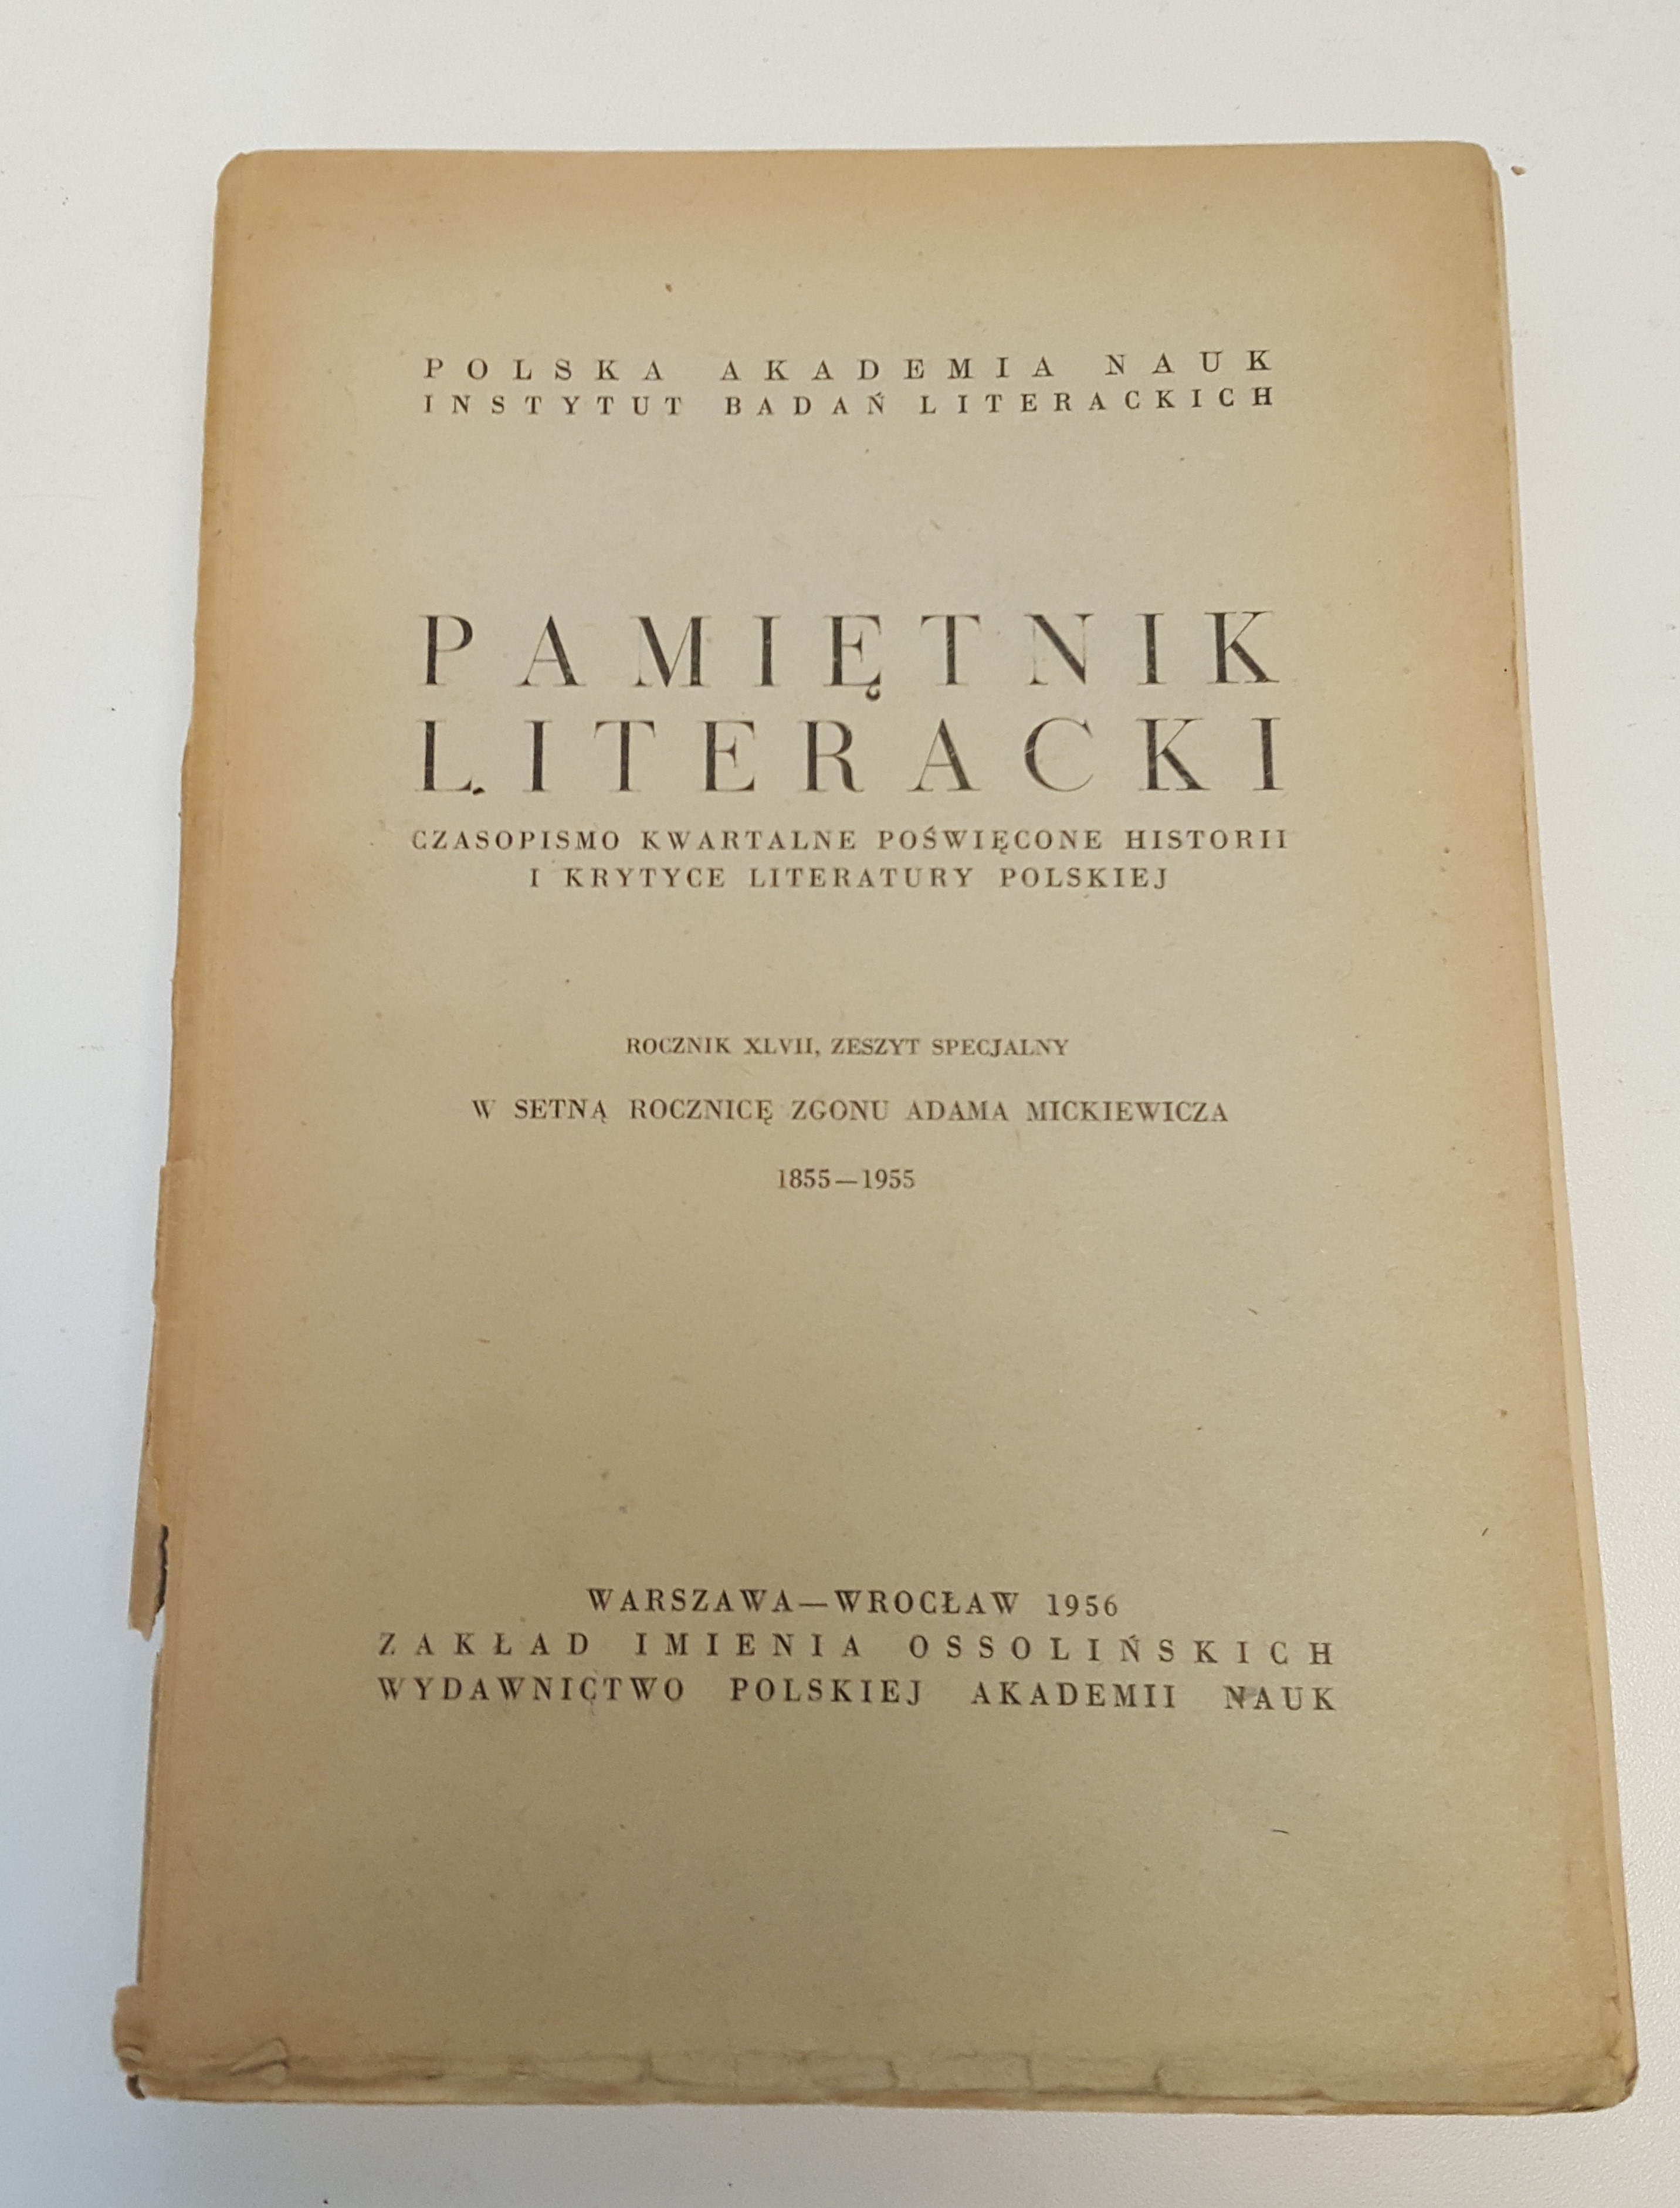 POLSKA AKADEMIA NAUK
INSTYTUT BADAŃ LITERACKICH
PAMIĘTNIK
LITERACKI
CZASOPISMO KWARTALNE POŚWIĘCONE HISTORII
I KRYTYCE LITERATURY POLSKIEJ
ROCZNIK XLVII, ZESZYT SPECJALNY
W SETNĄ ROCZNICĘ ZGONU ADAMA MICKIEWICZA
1855—1955
WARSZAWA—WROCŁAW 1956
ZAKŁAD IMIENIA OSSOLIŃSKICH
WYDAWNICTWO POLSKIEJ AKADEMII NAUK